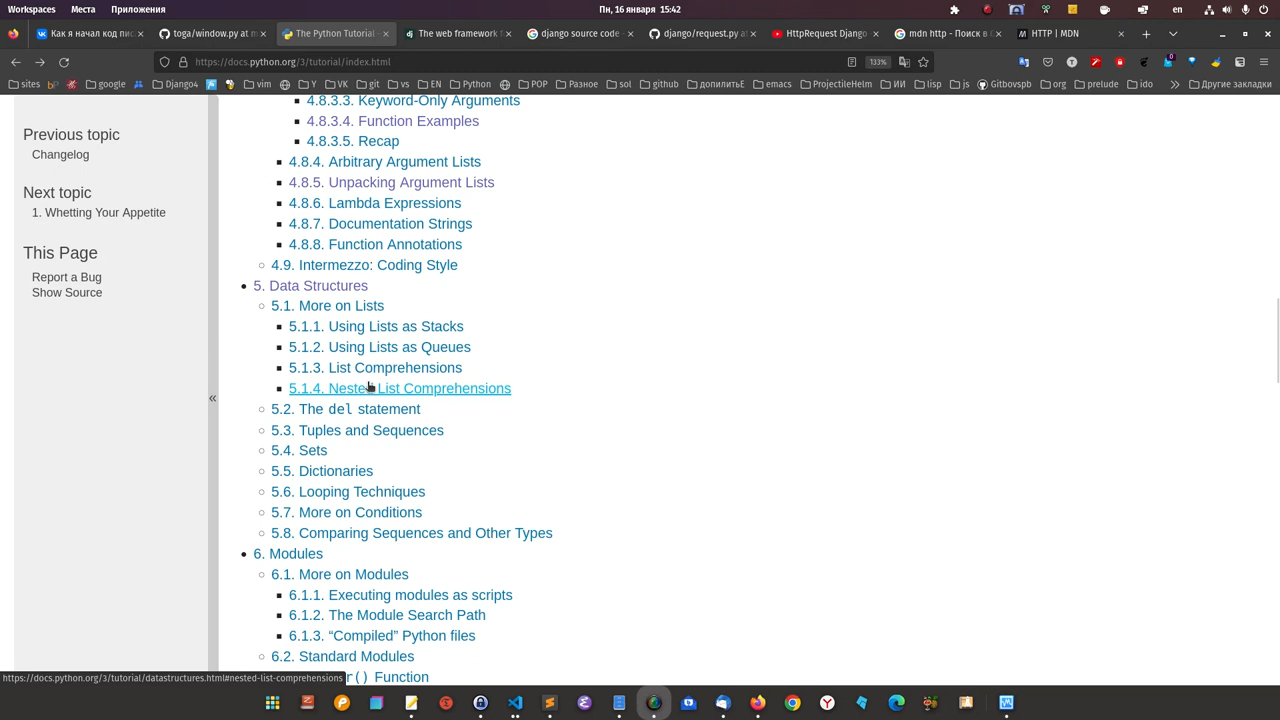 Workspaces Места Приложения Пн, 16 января 15:42 en
Как я начал код пис toga/window.py at m The Python Tutorial - The web framework f django source code - django/request.py at HttpRequest Django mdn http - Поиск в G HTTP | MDN
https://docs.python.org/3/tutorial/index.html 133%
sites google Django4 vim Y VK git vs EN Python POP Разное sol github допилитьЕ emacs ProjectileHelm ИИ lisp js Gitbovspb org prelude ido Другие закладки
Previous topic
Changelog
Next topic
1. Whetting Your Appetite
This Page
Report a Bug
Show Source
«
4.8.3.3. Keyword-Only Arguments
4.8.3.4. Function Examples
4.8.3.5. Recap
4.8.4. Arbitrary Argument Lists
4.8.5. Unpacking Argument Lists
4.8.6. Lambda Expressions
4.8.7. Documentation Strings
4.8.8. Function Annotations
4.9. Intermezzo: Coding Style
5. Data Structures
5.1. More on Lists
5.1.1. Using Lists as Stacks
5.1.2. Using Lists as Queues
5.1.3. List Comprehensions
5.1.4. Nested List Comprehensions
5.2. The del statement
5.3. Tuples and Sequences
5.4. Sets
5.5. Dictionaries
5.6. Looping Techniques
5.7. More on Conditions
5.8. Comparing Sequences and Other Types
6. Modules
6.1. More on Modules
6.1.1. Executing modules as scripts
6.1.2. The Module Search Path
6.1.3. “Compiled” Python files
6.2. Standard Modules
r() Function
https://docs.python.org/3/tutorial/datastructures.html#nested-list-comprehensions